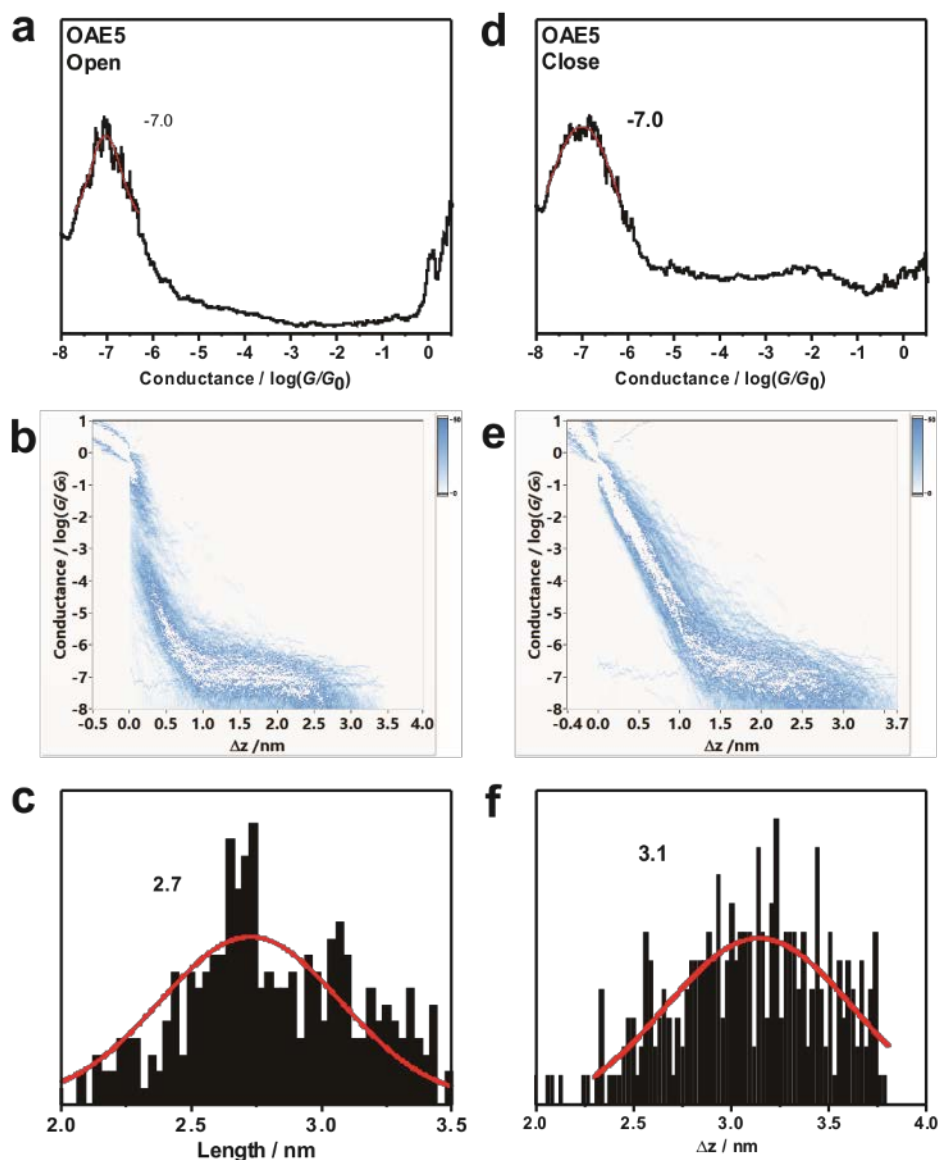 a
OAE5
Open
-7.0
-8 -7 -6 -5 -4 -3 -2 -1 0
Conductance / log(G/G0)
d
OAE5
Close
-7.0
-8 -7 -6 -5 -4 -3 -2 -1 0
Conductance / log(G/G0)
b
Conductance / log(G/G0)
1
0
-1
-2
-3
-4
-5
-6
-7
-8
-0.5 0.0 0.5 1.0 1.5 2.0 2.5 3.0 3.5 4.0
Δz /nm
0
e
Conductance / log(G/G0)
1
0
-1
-2
-3
-4
-5
-6
-7
-8
-0.4 0.0 0.5 1.0 1.5 2.0 2.5 3.0 3.7
Δz /nm
0
c
2.7
2.0 2.5 3.0 3.5
Length / nm
f
3.1
2.0 2.5 3.0 3.5 4.0
Δz / nm